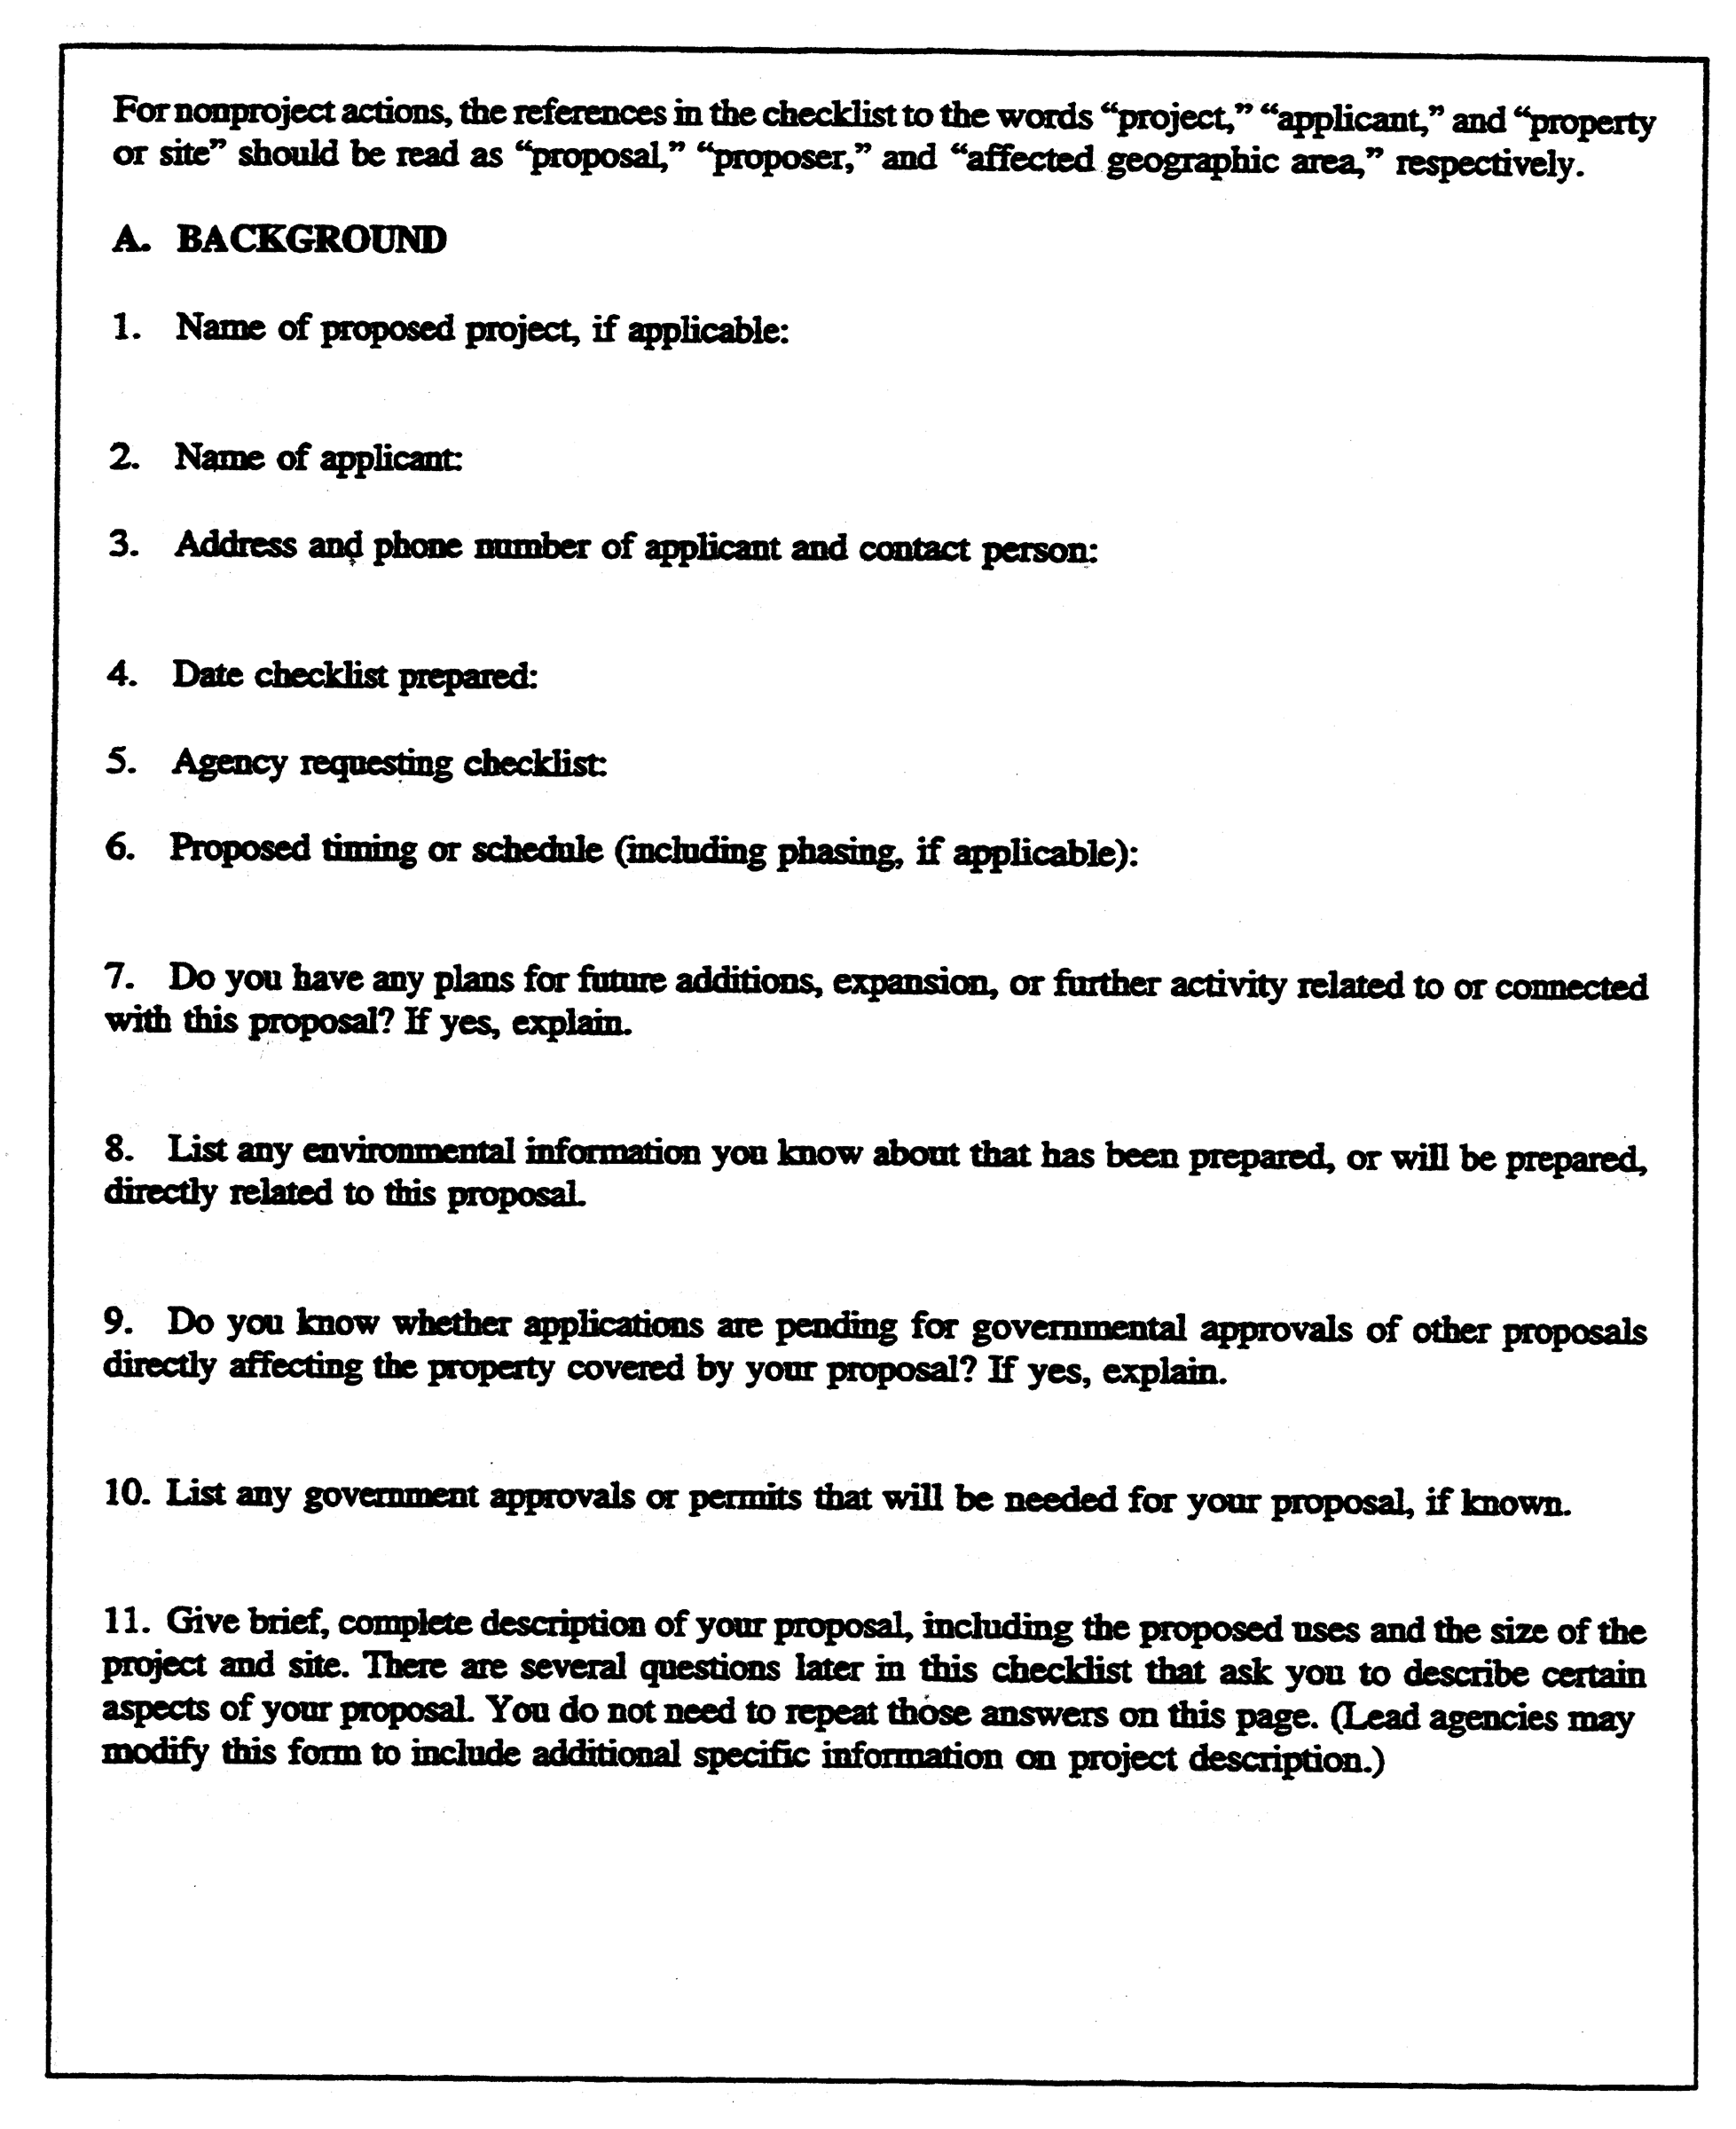 For nonproject actions, the references in the checklist to the words “project,” “applicant,” and “property
or site” should be read as “proposal,” “proposer,” and “affected geographic area,” respectively.
A. BACKGROUND
1. Name of proposed project, if applicable:
2. Name of applicant:
3. Address and phone number of applicant and contact person:
4. Date checklist prepared:
5. Agency requesting checklist:
6. Proposed timing or schedule (including phasing, if applicable):
7. Do you have any plans for future additions, expansion, or further activity related to or connected
with this proposal? If yes, explain.
8. List any environmental information you know about that has been prepared, or will be prepared,
directly related to this proposal.
9. Do you know whether applications are pending for governmental approvals of other proposals
directly affecting the property covered by your proposal? If yes, explain.
10. List any government approvals or permits that will be needed for your proposal, if known.
11. Give brief, complete description of your proposal, including the proposed uses and the size of the
project and site. There are several questions later in this checklist that ask you to describe certain
aspects of your proposal. You do not need to repeat those answers on this page. (Lead agencies may
modify this form to include additional specific information on project description.)